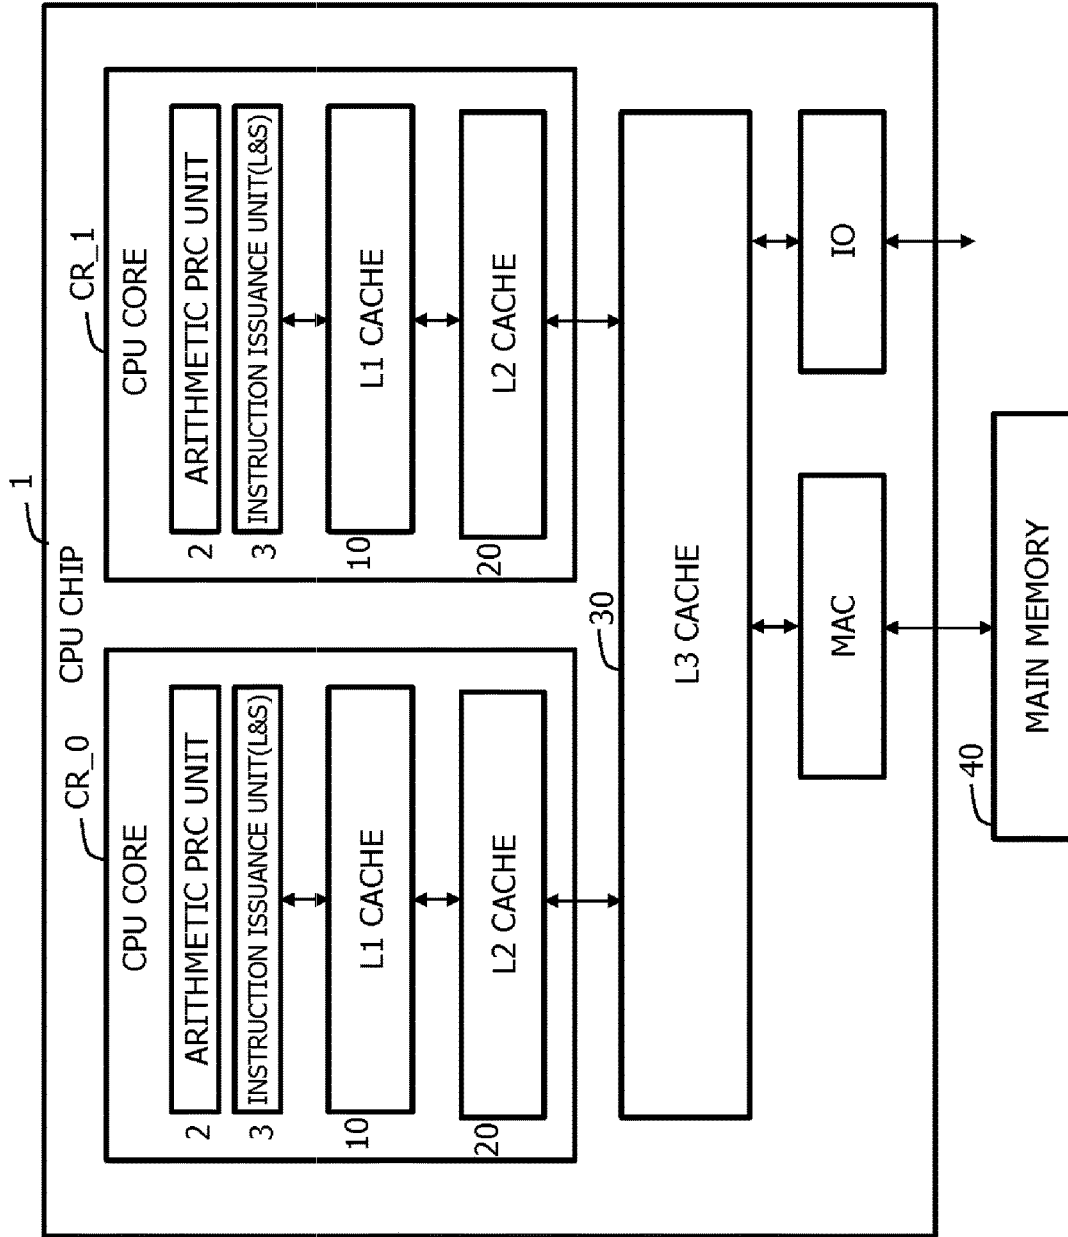 1
CPU CHIP
CR_0
CPU CORE
2
ARITHMETIC PRC UNIT
3
INSTRUCTION ISSUANCE UNIT(L&S)
10
L1 CACHE
20
L2 CACHE
CR_1
CPU CORE
2
ARITHMETIC PRC UNIT
3
INSTRUCTION ISSUANCE UNIT(L&S)
10
L1 CACHE
20
L2 CACHE
30
L3 CACHE
MAC
IO
40
MAIN MEMORY